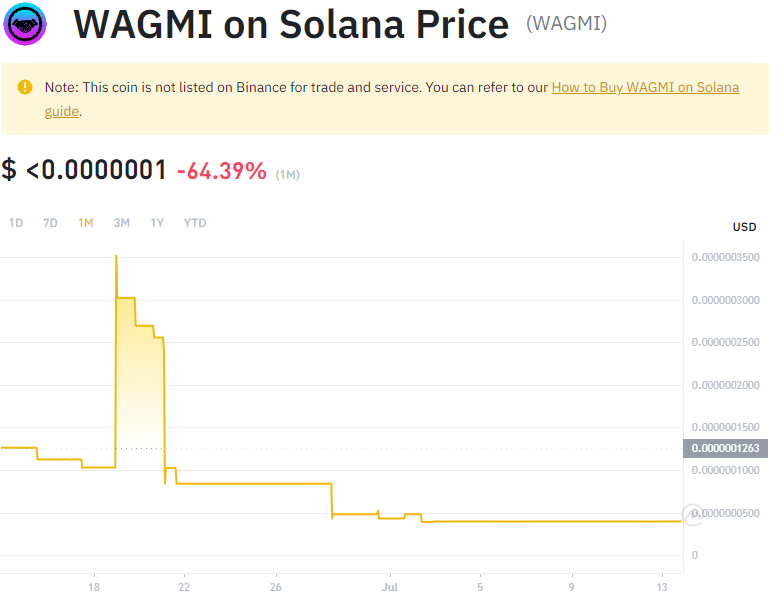 WAGMI on Solana Price (WAGMI)
Note: This coin is not listed on Binance for trade and service. You can refer to our How to Buy WAGMI on Solana
guide.
$ <0.0000001 -64.39% (1M)
1D 7D 1M 3M 1Y YTD
USD
0.0000003500
0.0000003000
0.0000002500
0.0000002000
0.0000001500
0.0000001263
0.0000001000
0.0000000500
0
18 22 26 Jul 5 9 13